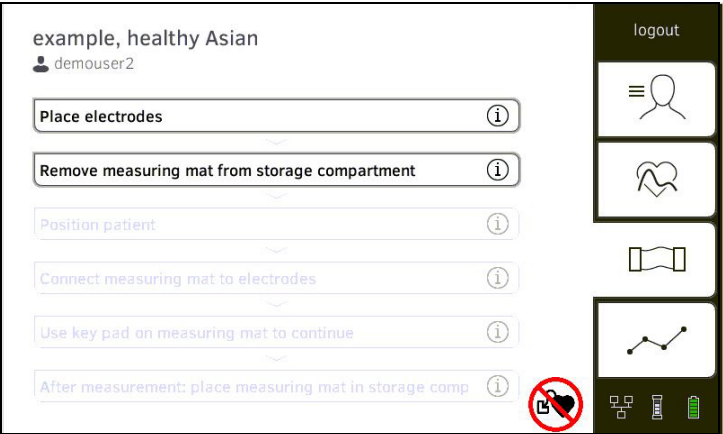 example, healthy Asian
demouser2
Place electrodes
Remove measuring mat from storage compartment
Position patient
Connect measuring mat to electrodes
Use key pad on measuring mat to continue
After measurement: place measuring mat in storage comp
logout